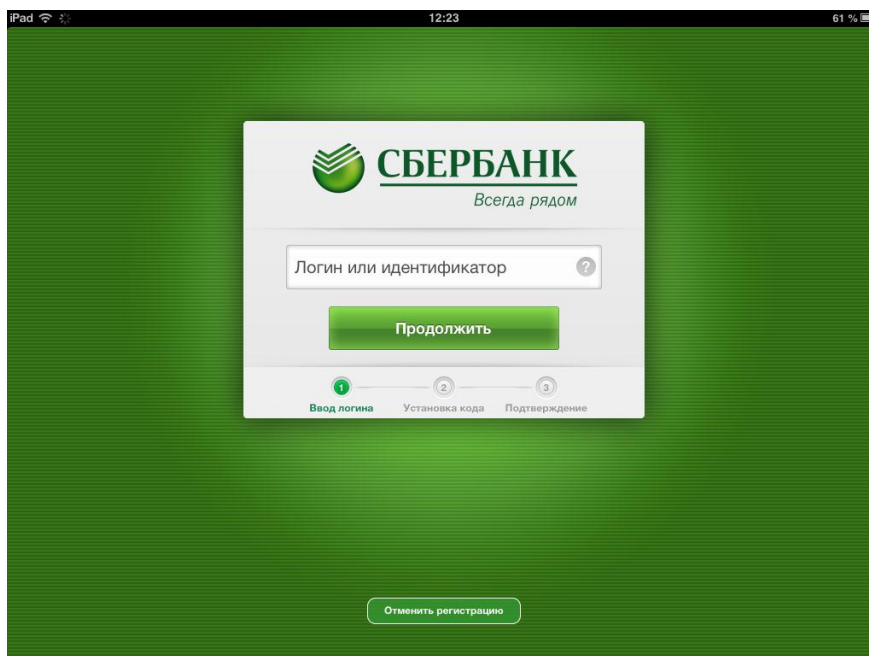 iPad 12:23 61 %
СБЕРБАНК
Всегда рядом
Логин или идентификатор ?
Продолжить
1 2 3
Ввод логина Установка кода Подтверждение
Отменить регистрацию